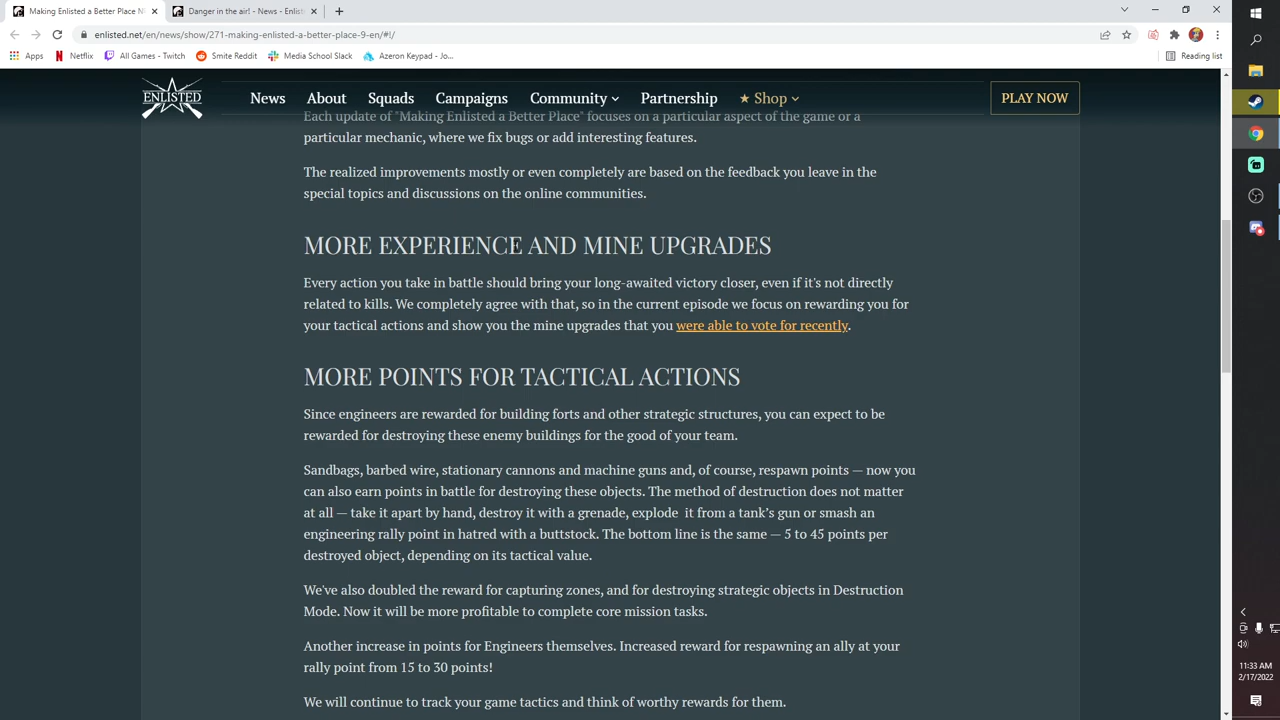 Making Enlisted a Better Place №
Danger in the air! - News - Enlist
enlisted.net/en/news/show/271-making-enlisted-a-better-place-9-en/#!/
Apps
Netflix
All Games - Twitch
Smite Reddit
Media School Slack
Azeron Keypad - Jo...
Reading list
ENLISTED
News
About
Squads
Campaigns
Community
Partnership
Shop
PLAY NOW
Each update of "Making Enlisted a Better Place" focuses on a particular aspect of the game or a
particular mechanic, where we fix bugs or add interesting features.
The realized improvements mostly or even completely are based on the feedback you leave in the
special topics and discussions on the online communities.
MORE EXPERIENCE AND MINE UPGRADES
Every action you take in battle should bring your long-awaited victory closer, even if it's not directly
related to kills. We completely agree with that, so in the current episode we focus on rewarding you for
your tactical actions and show you the mine upgrades that you were able to vote for recently.
MORE POINTS FOR TACTICAL ACTIONS
Since engineers are rewarded for building forts and other strategic structures, you can expect to be
rewarded for destroying these enemy buildings for the good of your team.
Sandbags, barbed wire, stationary cannons and machine guns and, of course, respawn points — now you
can also earn points in battle for destroying these objects. The method of destruction does not matter
at all — take it apart by hand, destroy it with a grenade, explode  it from a tank’s gun or smash an
engineering rally point in hatred with a buttstock. The bottom line is the same — 5 to 45 points per
destroyed object, depending on its tactical value.
We've also doubled the reward for capturing zones, and for destroying strategic objects in Destruction
Mode. Now it will be more profitable to complete core mission tasks.
Another increase in points for Engineers themselves. Increased reward for respawning an ally at your
rally point from 15 to 30 points!
We will continue to track your game tactics and think of worthy rewards for them.
11:33 AM
2/17/2022